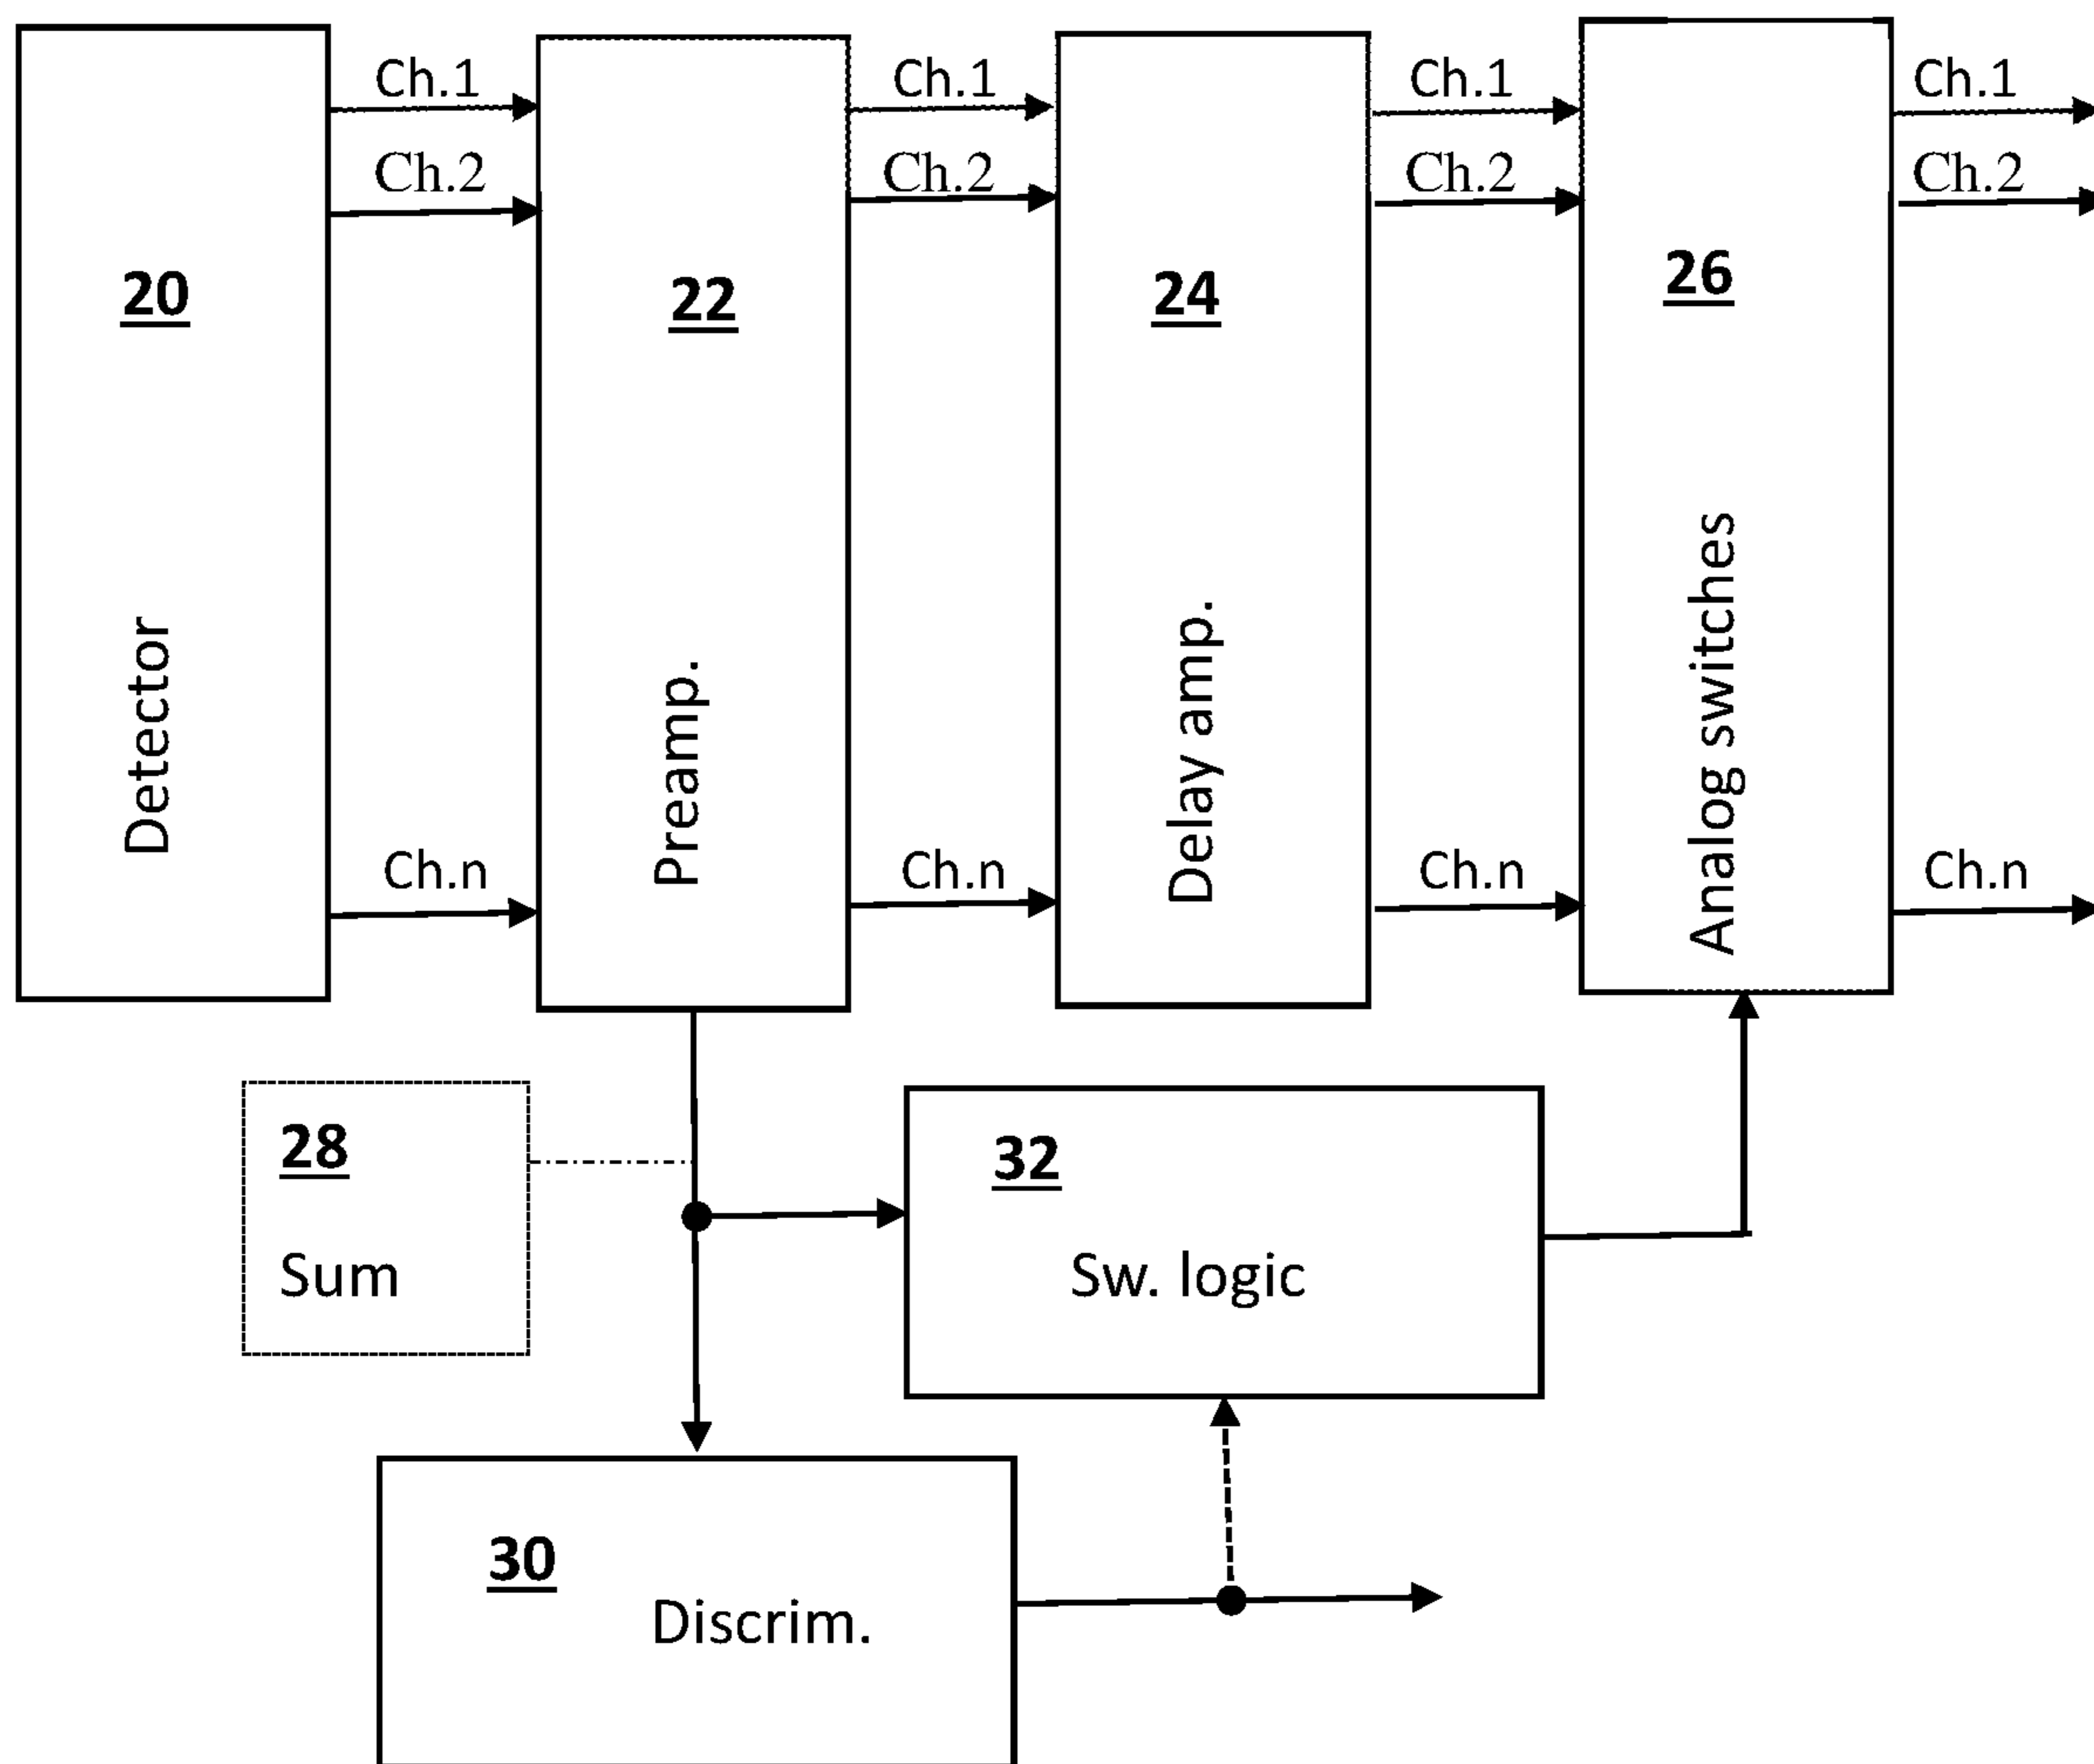 Ch.1 Ch.1 Ch.1 Ch.1
Ch.2 Ch.2 Ch.2 Ch.2
20 22 24 26
Detector
Preamp.
Delay amp.
Analog switches
Ch.n Ch.n Ch.n Ch.n
28
Sum
32
Sw. logic
30
Discrim.